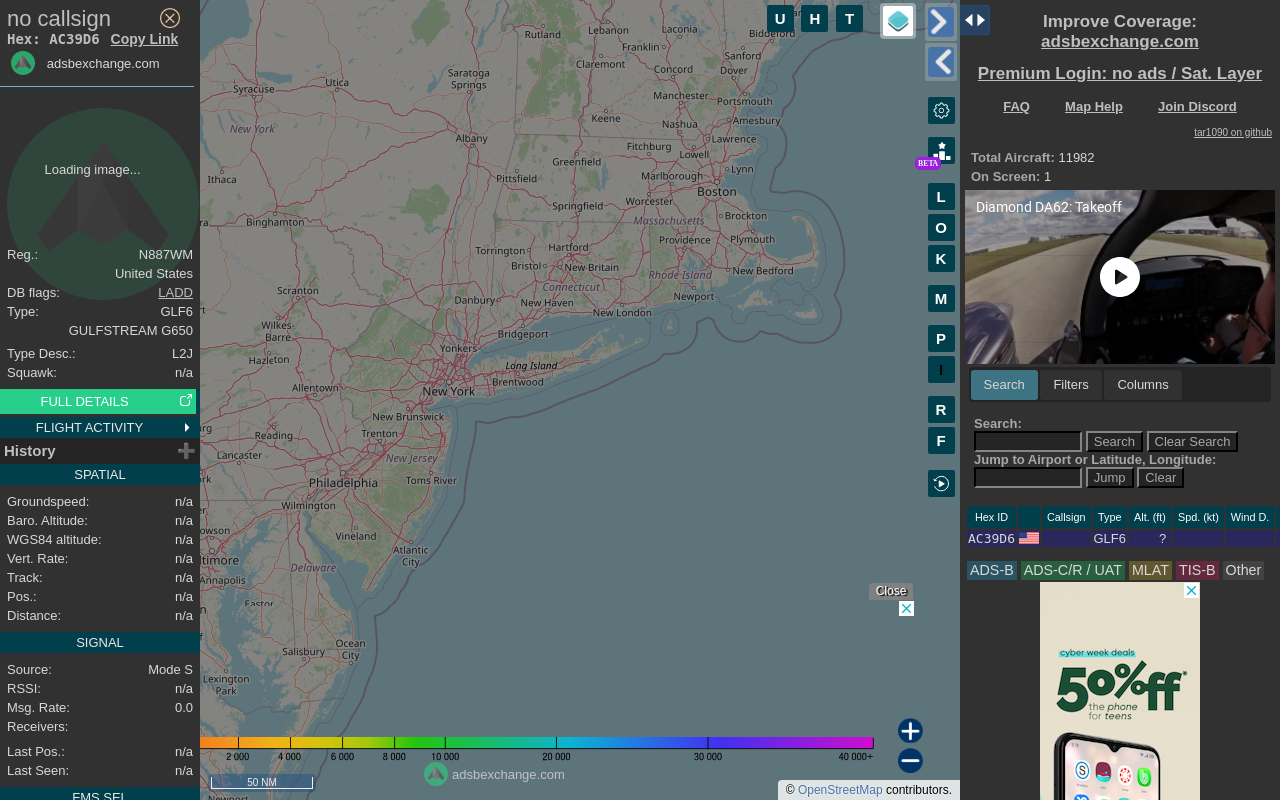 no callsign
Hex: AC39D6 Copy Link
adsbexchange.com
Loading image...
Reg.: N887WM
United States
DB flags: LADD
Type: GLF6
GULFSTREAM G650
Type Desc.: L2J
Squawk: n/a
FULL DETAILS
FLIGHT ACTIVITY
History
SPATIAL
Groundspeed: n/a
Baro. Altitude: n/a
WGS84 altitude: n/a
Vert. Rate: n/a
Track: n/a
Pos.: n/a
Distance: n/a
SIGNAL
Source: Mode S
RSSI: n/a
Msg. Rate: 0.0
Receivers:
Last Pos.: n/a
Last Seen: n/a
FMS SEL
U H T
BETA
L
O
K
M
P
I
R
F
Rutland
Lebanon
Laconia
Franklin
Biddeford
Sanford
Claremont
Concord
Dover
Saratoga
Springs
Utica
Syracuse
Manchester
Portsmouth
Keene
Nashua
Amesbury
New York
Albany
Fitchburg
Lawrence
Greenfield
Lowell
Lynn
Ithaca
Pittsfield
Marlborough
Boston
Springfield
Worcester
Massachusetts
Brockton
Binghamton
Torrington
Hartford
Providence
Plymouth
Bristol
New Britain
Rhode Island
New Bedford
Connecticut
Scranton
Danbury
New Haven
Newport
New London
Wilkes-
Barre
Bridgeport
Hazleton
Yonkers
Long Island
Brentwood
Allentown
New York
New Brunswick
Reading
Trenton
Lancaster
New Jersey
Philadelphia
Toms River
Wilmington
Vineland
Atlantic
City
Annapolis
Delaware
Easton
Ocean
City
Salisbury
Lexington
Park
Close
2 000 4 000 6 000 8 000 10 000 20 000 30 000 40 000+
adsbexchange.com
50 NM
© OpenStreetMap contributors.
Improve Coverage:
adsbexchange.com
Premium Login: no ads / Sat. Layer
FAQ Map Help Join Discord
tar1090 on github
Total Aircraft: 11982
On Screen: 1
Diamond DA62: Takeoff
Search Filters Columns
Search:
Search Clear Search
Jump to Airport or Latitude, Longitude:
Jump Clear
Hex ID Callsign Type Alt. (ft) Spd. (kt) Wind D.
AC39D6 GLF6 ?
ADS-B ADS-C/R / UAT MLAT TIS-B Other
cyber week deals
50% off*
the phone
for teens